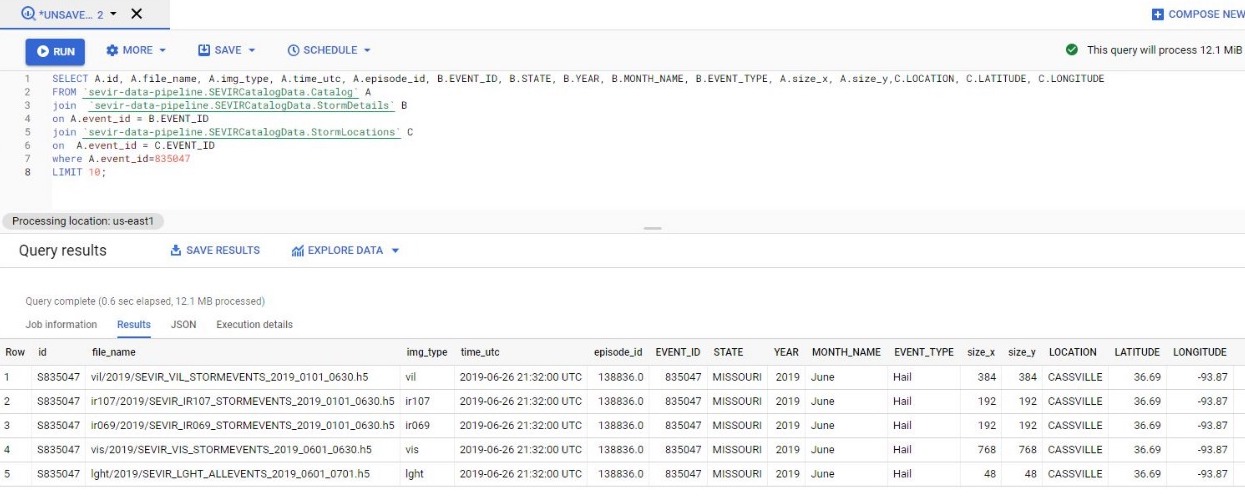 *UNSAVE... 2
COMPOSE NEW
RUN MORE SAVE SCHEDULE This query will process 12.1 MiB
1 SELECT A.id, A.file_name, A.img_type, A.time_utc, A.episode_id, B.EVENT_ID, B.STATE, B.YEAR, B.MONTH_NAME, B.EVENT_TYPE, A.size_x, A.size_y,C.LOCATION, C.LATITUDE, C.LONGITUDE
2 FROM `sevir-data-pipeline.SEVIRCatalogData.Catalog` A
3 join `sevir-data-pipeline.SEVIRCatalogData.StormDetails` B
4 on A.event_id = B.EVENT_ID
5 join `sevir-data-pipeline.SEVIRCatalogData.StormLocations` C
6 on A.event_id = C.EVENT_ID
7 where A.event_id=835047
8 LIMIT 10;
Processing location: us-east1
Query results SAVE RESULTS EXPLORE DATA
Query complete (0.6 sec elapsed, 12.1 MB processed)
Job information Results JSON Execution details
Row id file_name img_type time_utc episode_id EVENT_ID STATE YEAR MONTH_NAME EVENT_TYPE size_x size_y LOCATION LATITUDE LONGITUDE
1 S835047 vil/2019/SEVIR_VIL_STORMEVENTS_2019_0101_0630.h5 vil 2019-06-26 21:32:00 UTC 138836.0 835047 MISSOURI 2019 June Hail 384 384 CASSVILLE 36.69 -93.87
2 S835047 ir107/2019/SEVIR_IR107_STORMEVENTS_2019_0101_0630.h5 ir107 2019-06-26 21:32:00 UTC 138836.0 835047 MISSOURI 2019 June Hail 192 192 CASSVILLE 36.69 -93.87
3 S835047 ir069/2019/SEVIR_IR069_STORMEVENTS_2019_0101_0630.h5 ir069 2019-06-26 21:32:00 UTC 138836.0 835047 MISSOURI 2019 June Hail 192 192 CASSVILLE 36.69 -93.87
4 S835047 vis/2019/SEVIR_VIS_STORMEVENTS_2019_0601_0630.h5 vis 2019-06-26 21:32:00 UTC 138836.0 835047 MISSOURI 2019 June Hail 768 768 CASSVILLE 36.69 -93.87
5 S835047 lght/2019/SEVIR_LGHT_ALLEVENTS_2019_0601_0701.h5 lght 2019-06-26 21:32:00 UTC 138836.0 835047 MISSOURI 2019 June Hail 48 48 CASSVILLE 36.69 -93.87